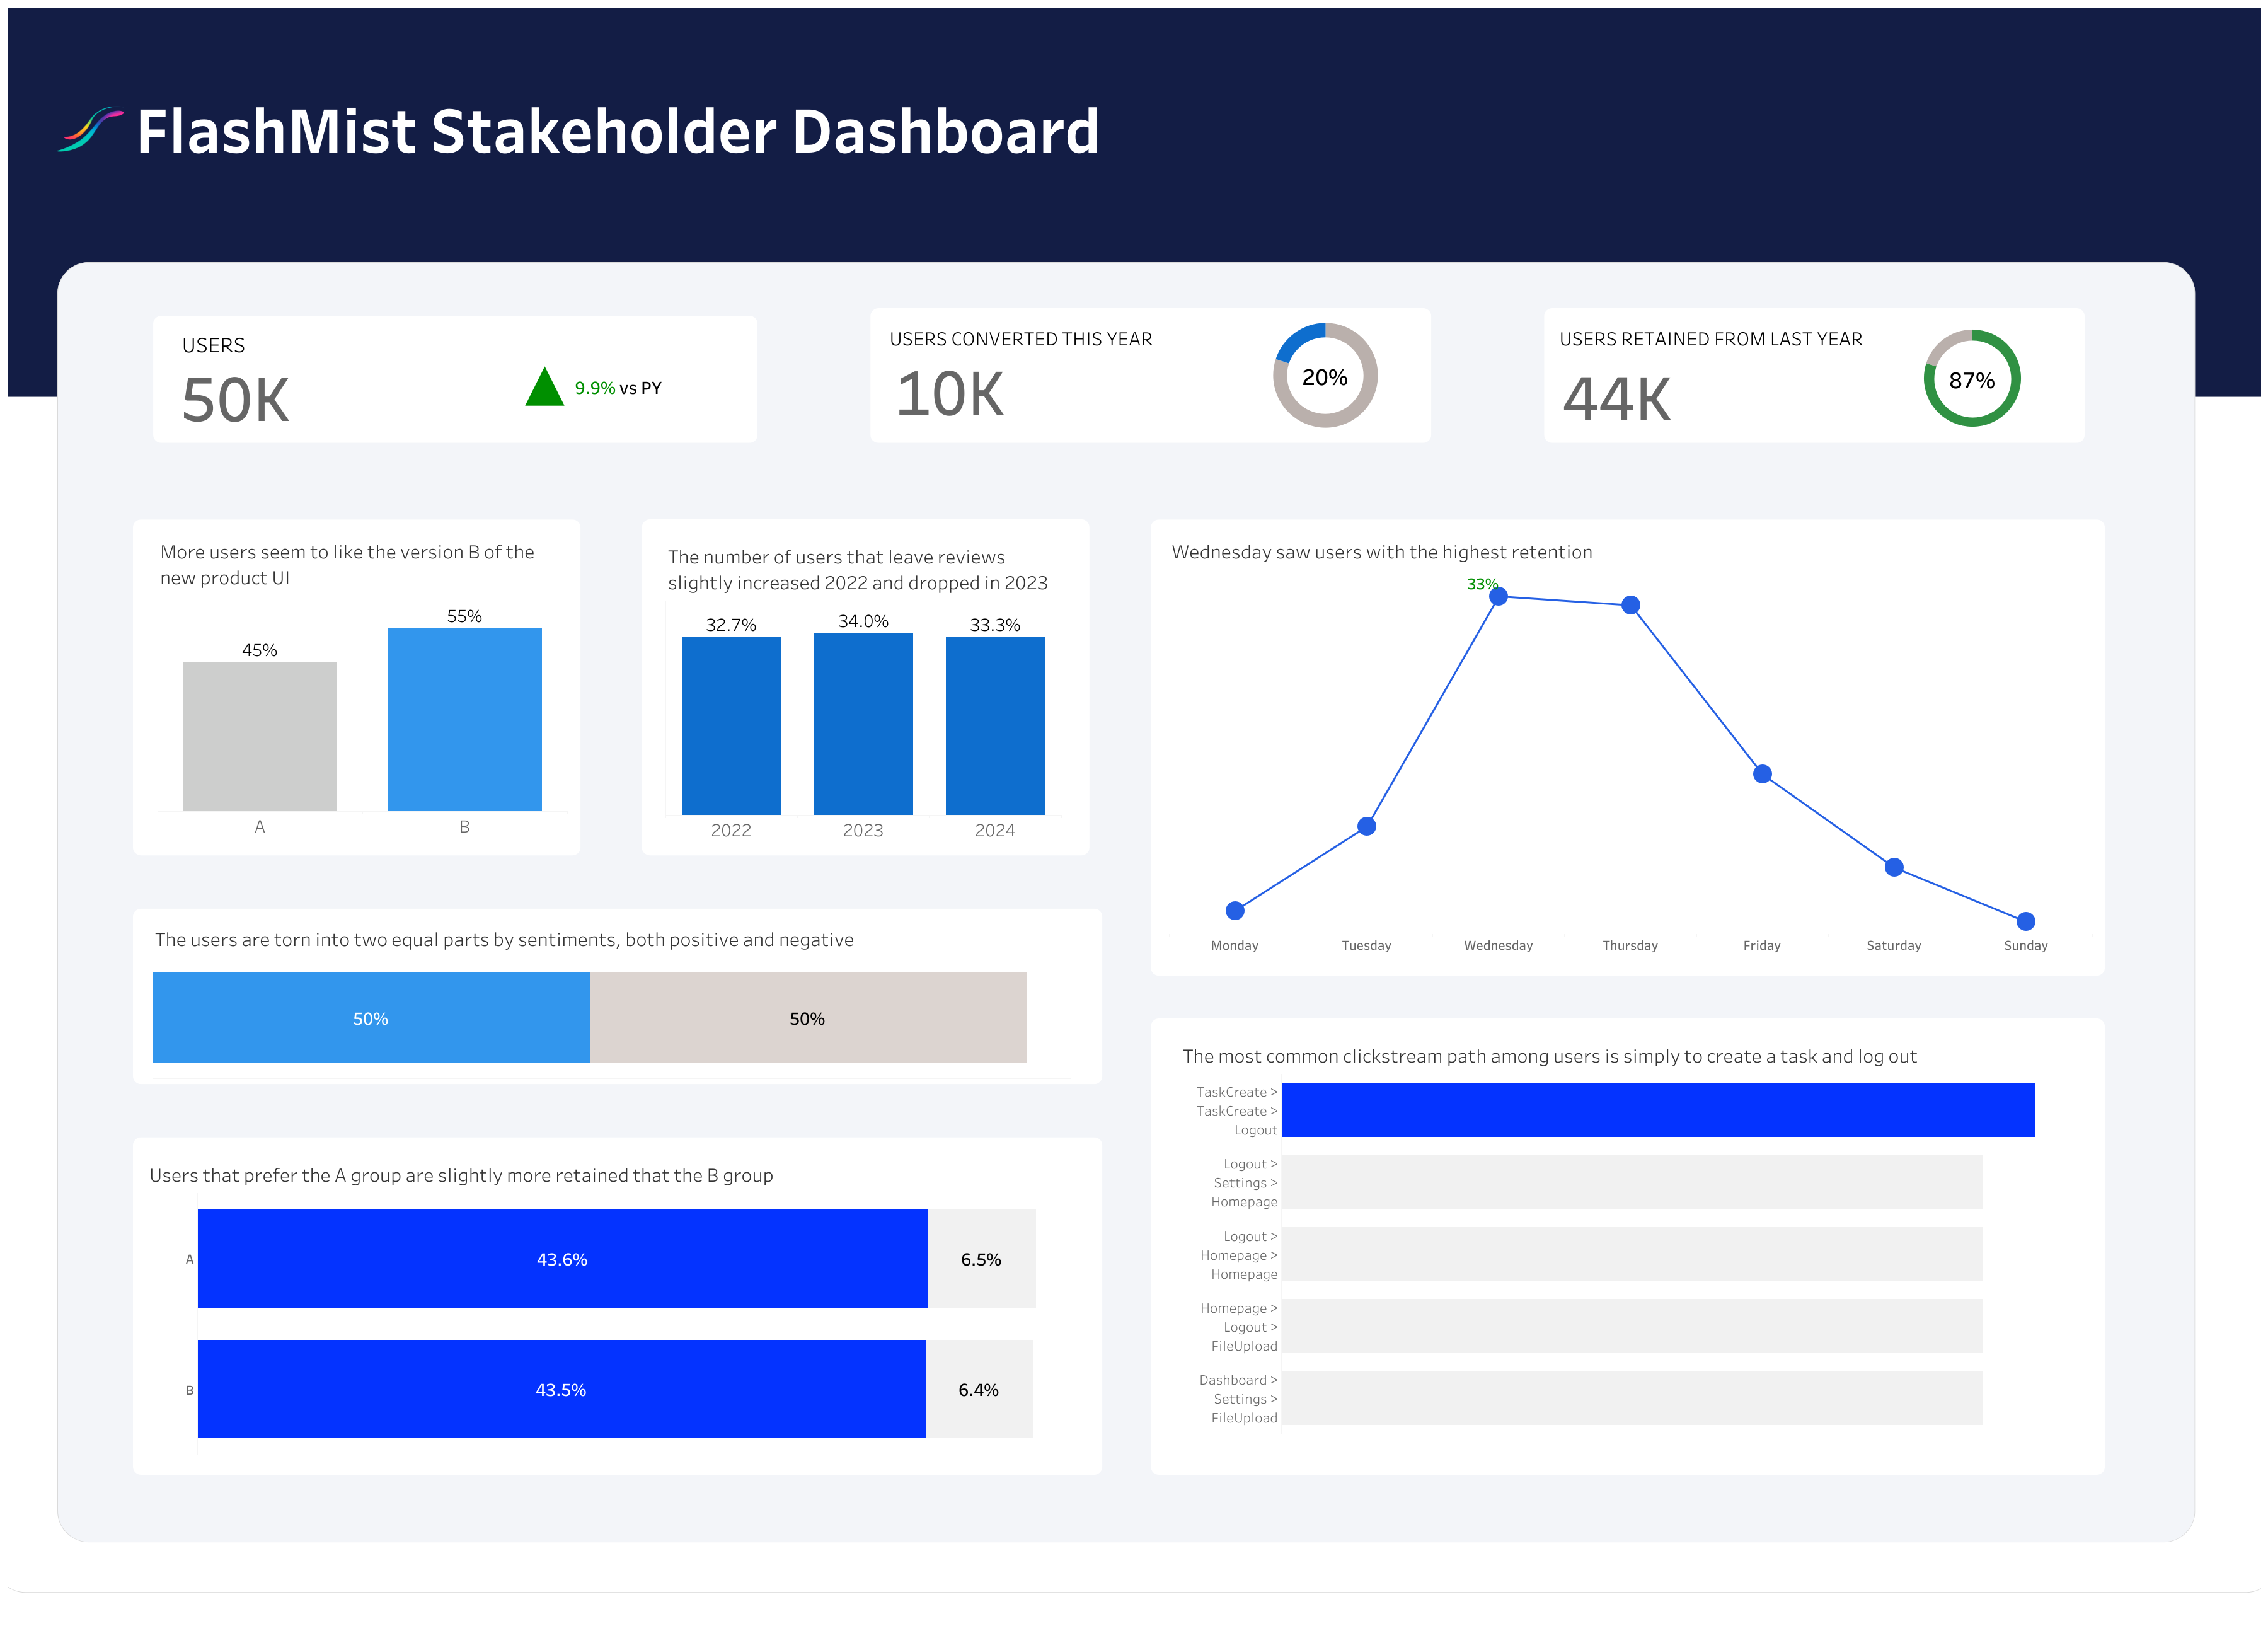 FlashMist Stakeholder Dashboard
USERS
50K
9.9% vs PY
USERS CONVERTED THIS YEAR
10K
20%
USERS RETAINED FROM LAST YEAR
44K
87%
More users seem to like the version B of the
new product UI
45%
55%
A
B
The number of users that leave reviews
slightly increased 2022 and dropped in 2023
32.7%
34.0%
33.3%
2022
2023
2024
Wednesday saw users with the highest retention
33%
Monday
Tuesday
Wednesday
Thursday
Friday
Saturday
Sunday
The users are torn into two equal parts by sentiments, both positive and negative
50%
50%
Users that prefer the A group are slightly more retained that the B group
A
43.6%
6.5%
B
43.5%
6.4%
The most common clickstream path among users is simply to create a task and log out
TaskCreate >
TaskCreate >
Logout
Logout >
Settings >
Homepage
Logout >
Homepage >
Homepage
Homepage >
Logout >
FileUpload
Dashboard >
Settings >
FileUpload